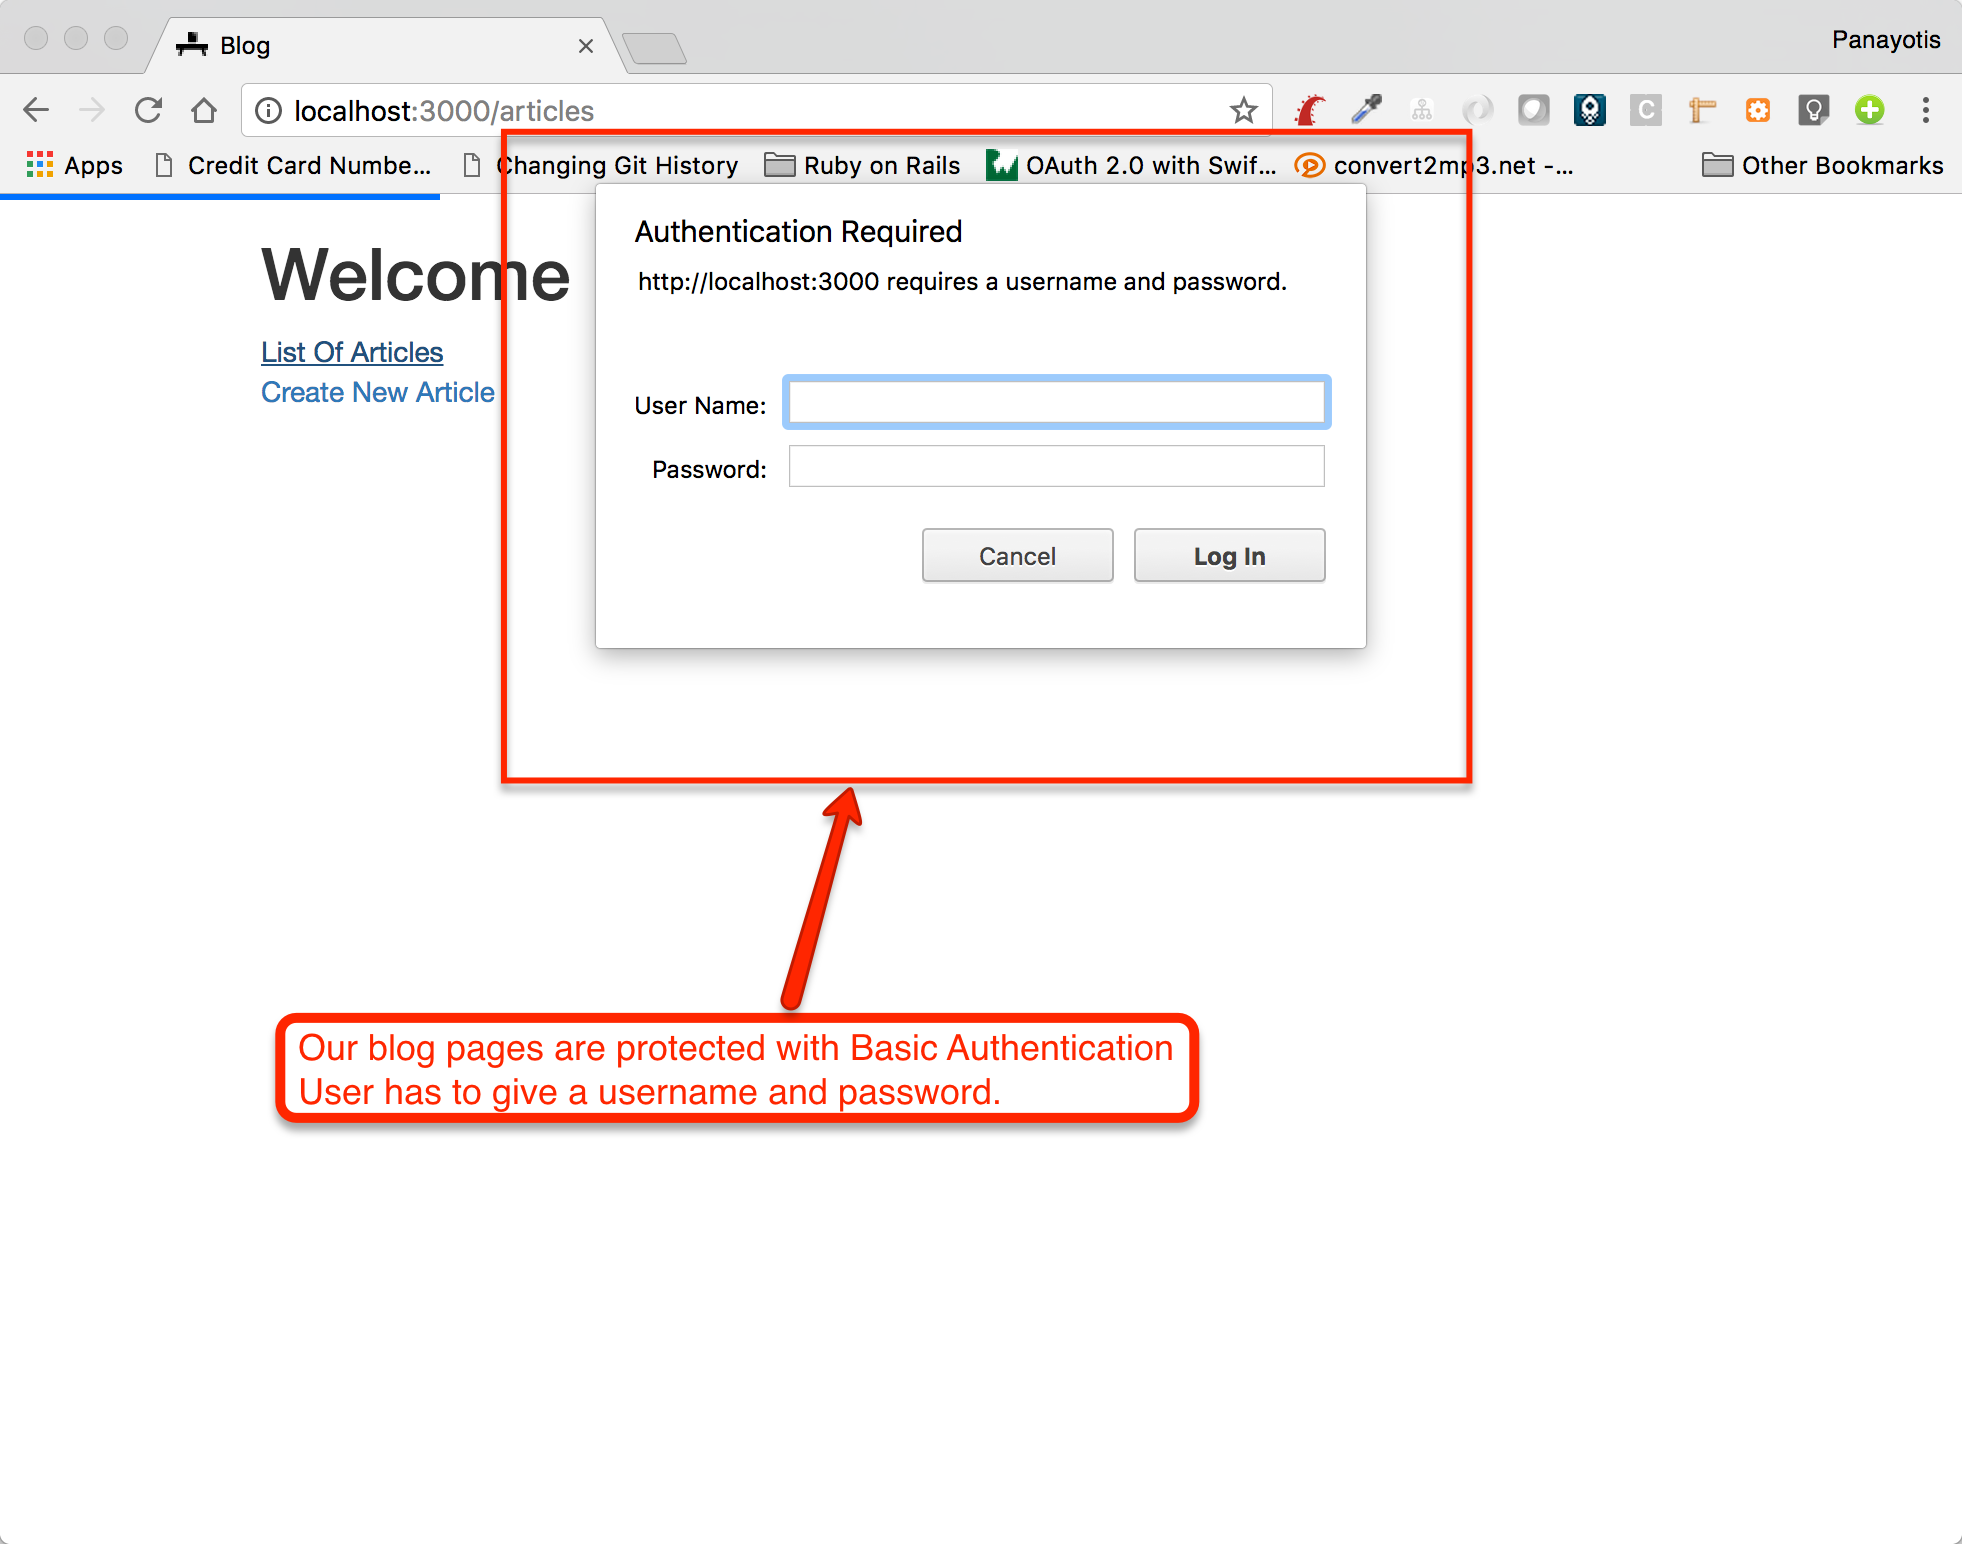 Blog
Panayotis
localhost:3000/articles
C
Apps
Credit Card Numbe...
Changing Git History
Ruby on Rails
OAuth 2.0 with Swif...
convert2mp3.net -...
Other Bookmarks
Welcome
List Of Articles
Create New Article
Authentication Required
http://localhost:3000 requires a username and password.
User Name:
Password:
Cancel
Log In
Our blog pages are protected with Basic Authentication
User has to give a username and password.